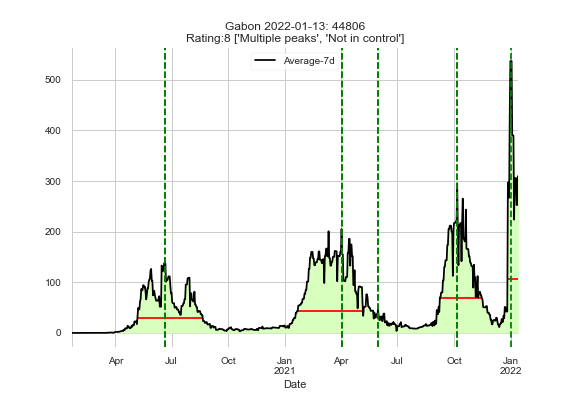 Gabon 2022-01-13: 44806
Rating:8 ['Multiple peaks', 'Not in control']
Average-7d
500
400
300
200
100
0
Apr
Jul
Oct
Jan
2021
Apr
Jul
Oct
Jan
2022
Date